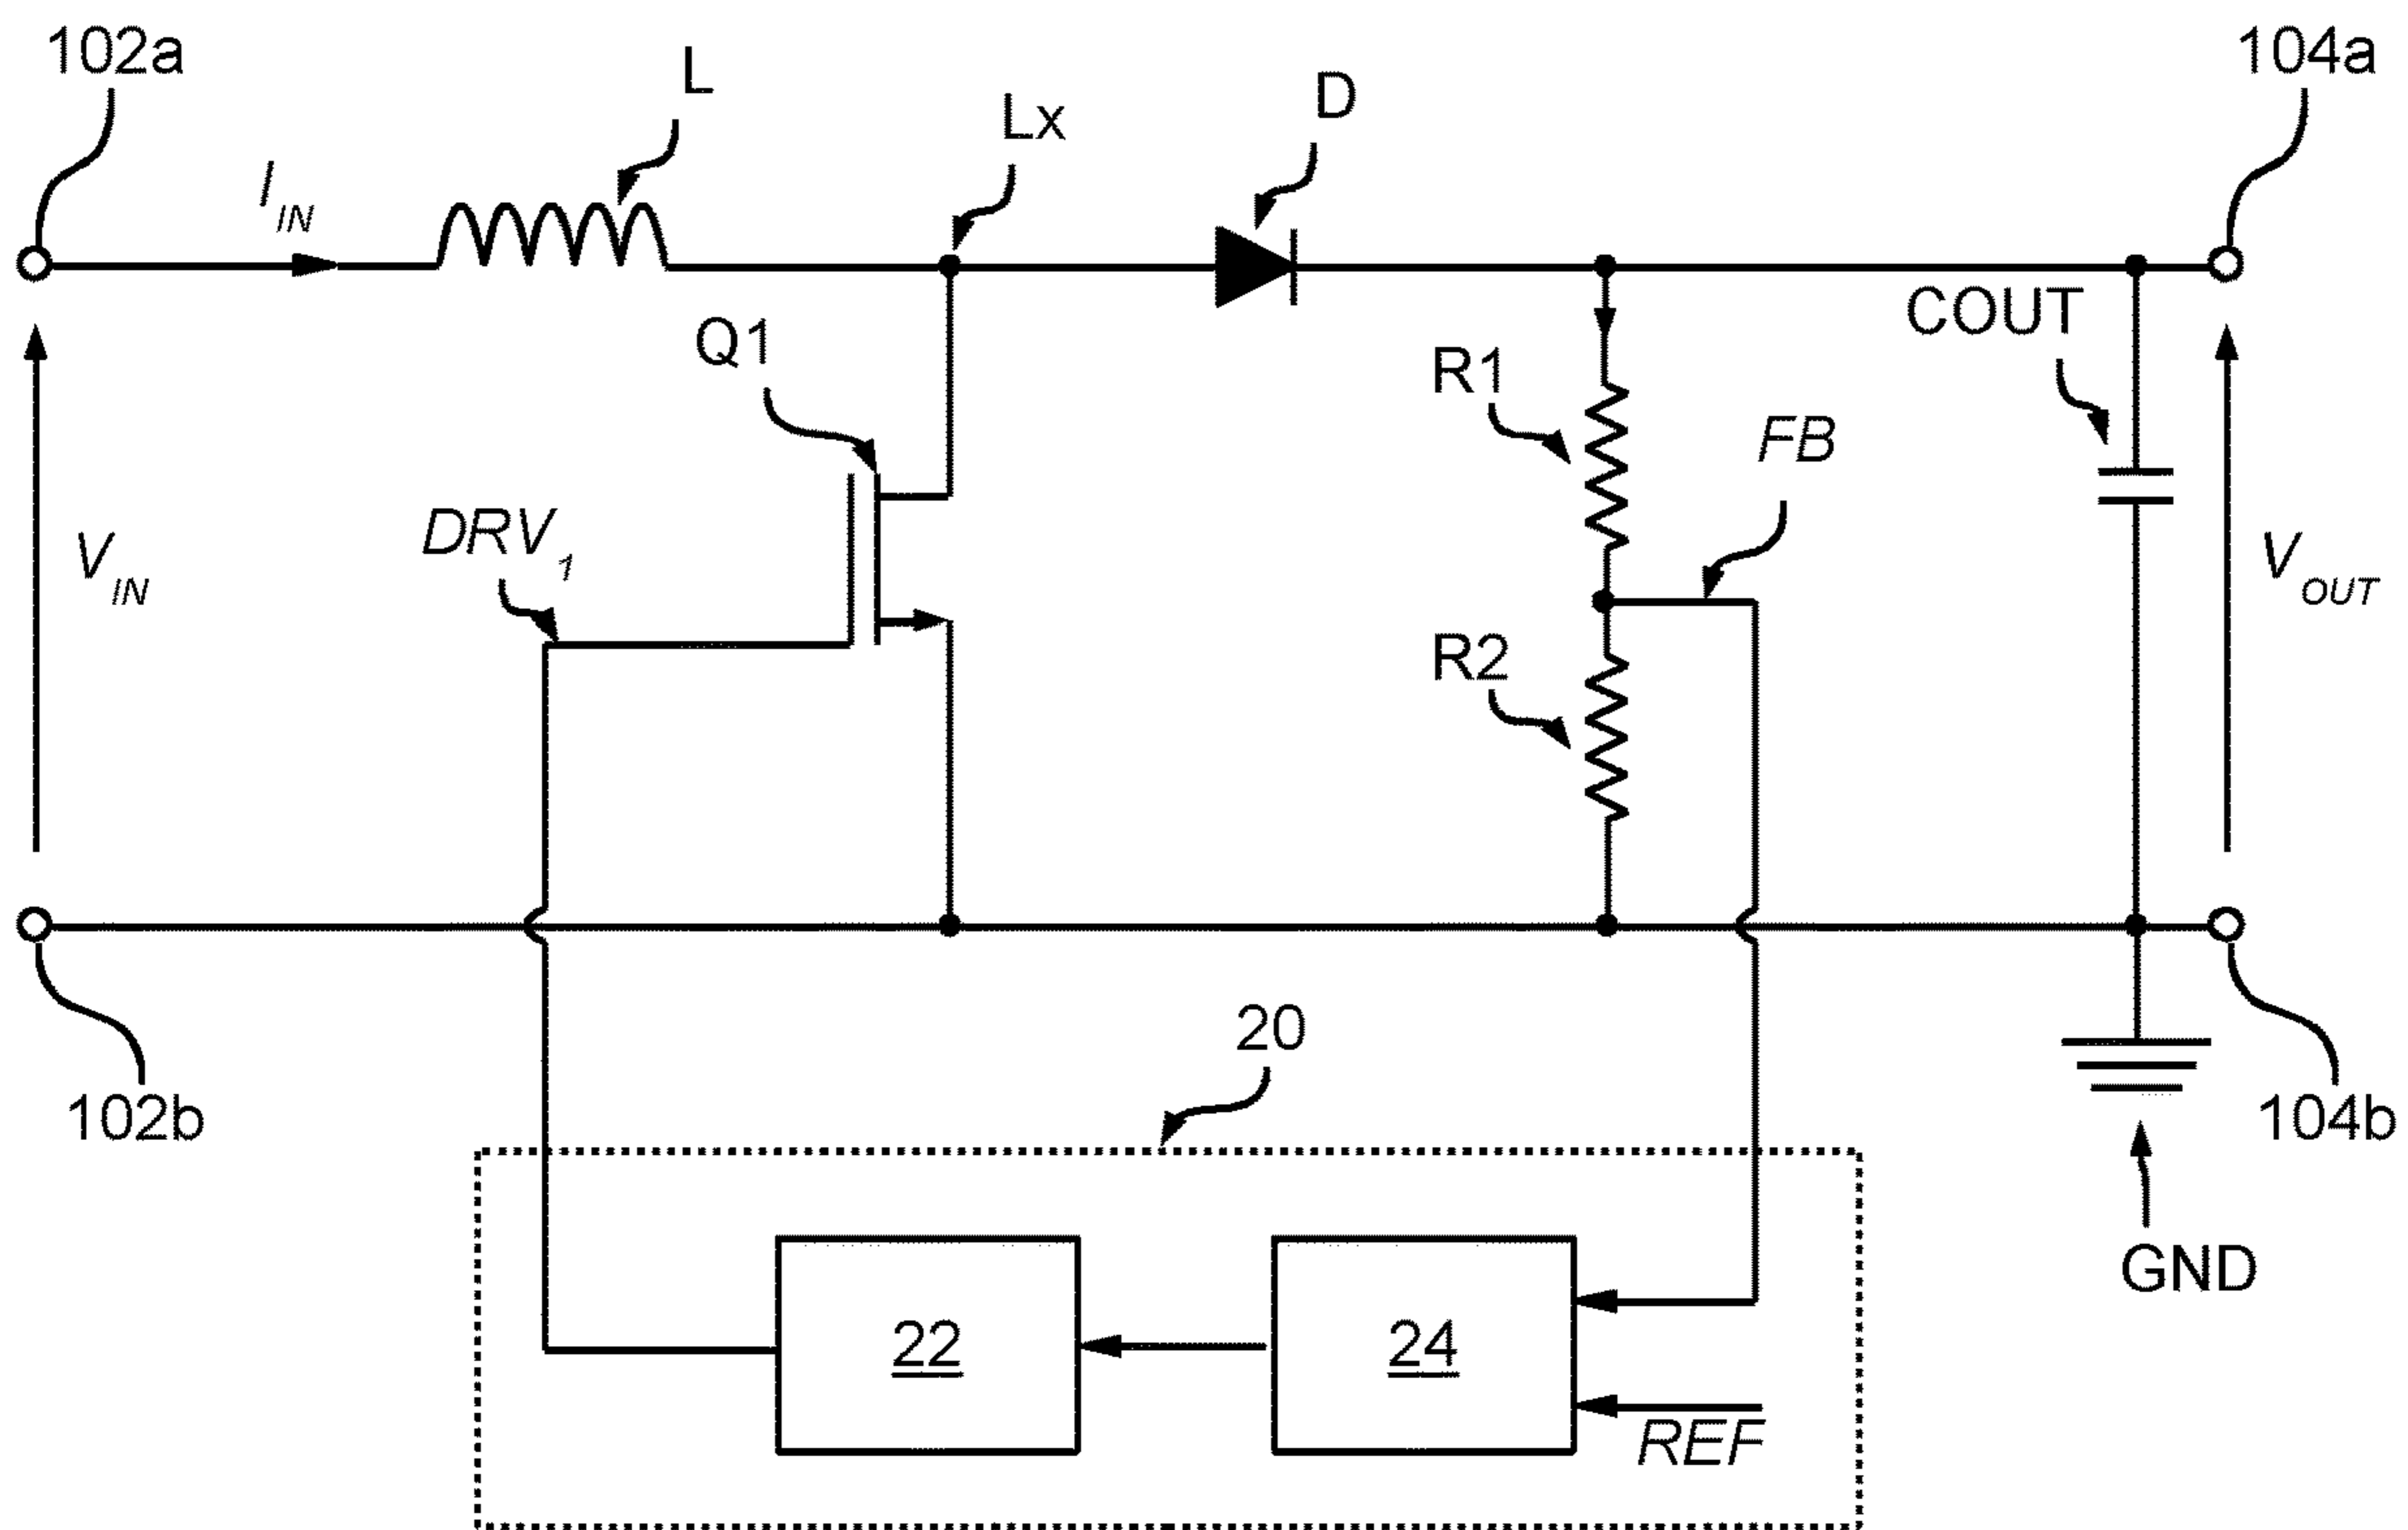 102a
L
Lx
D
104a
I_IN
COUT
Q1
R1
FB
DRV_1
V_IN
V_OUT
R2
20
102b
104b
GND
22
24
REF